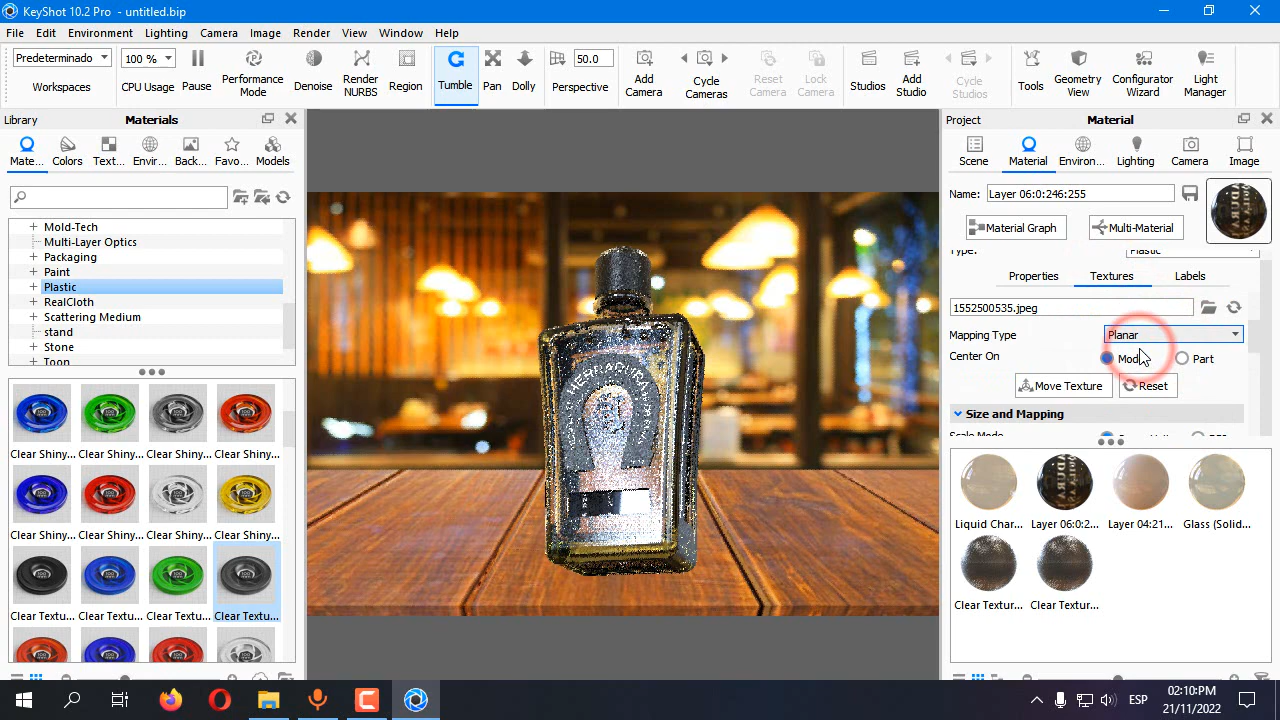 KeyShot 10.2 Pro - untitled.bip
File Edit Environment Lighting Camera Image Render View Window Help
Predeterminado
Workspaces
100 %
CPU Usage
Pause
Performance Mode
Denoise
Render NURBS
Region
Tumble
Pan
Dolly
50.0
Perspective
Add Camera
Cycle Cameras
Reset Camera
Lock Camera
Studios
Add Studio
Cycle Studios
Tools
Geometry View
Configurator Wizard
Light Manager
Library
Materials
Mate... Colors Text... Envir... Back... Favo... Models
Mold-Tech
Multi-Layer Optics
Packaging
Paint
Plastic
RealCloth
Scattering Medium
stand
Stone
Toon
Clear Shiny... Clear Shiny... Clear Shiny... Clear Shiny...
Clear Shiny... Clear Shiny... Clear Shiny... Clear Shiny...
Clear Textu... Clear Textu... Clear Textu... Clear Textu...
HERRADURA
Project
Material
Scene Material Environ... Lighting Camera Image
Name: Layer 06:0:246:255
Material Graph
Multi-Material
Type: Plastic
Properties Textures Labels
1552500535.jpeg
Mapping Type Planar
Center On Mod Part
Move Texture Reset
Size and Mapping
Scale Mode
Liquid Char... Layer 06:0:2... Layer 04:21... Glass (Solid...
Clear Textur... Clear Textur...
ESP
02:10:PM
21/11/2022